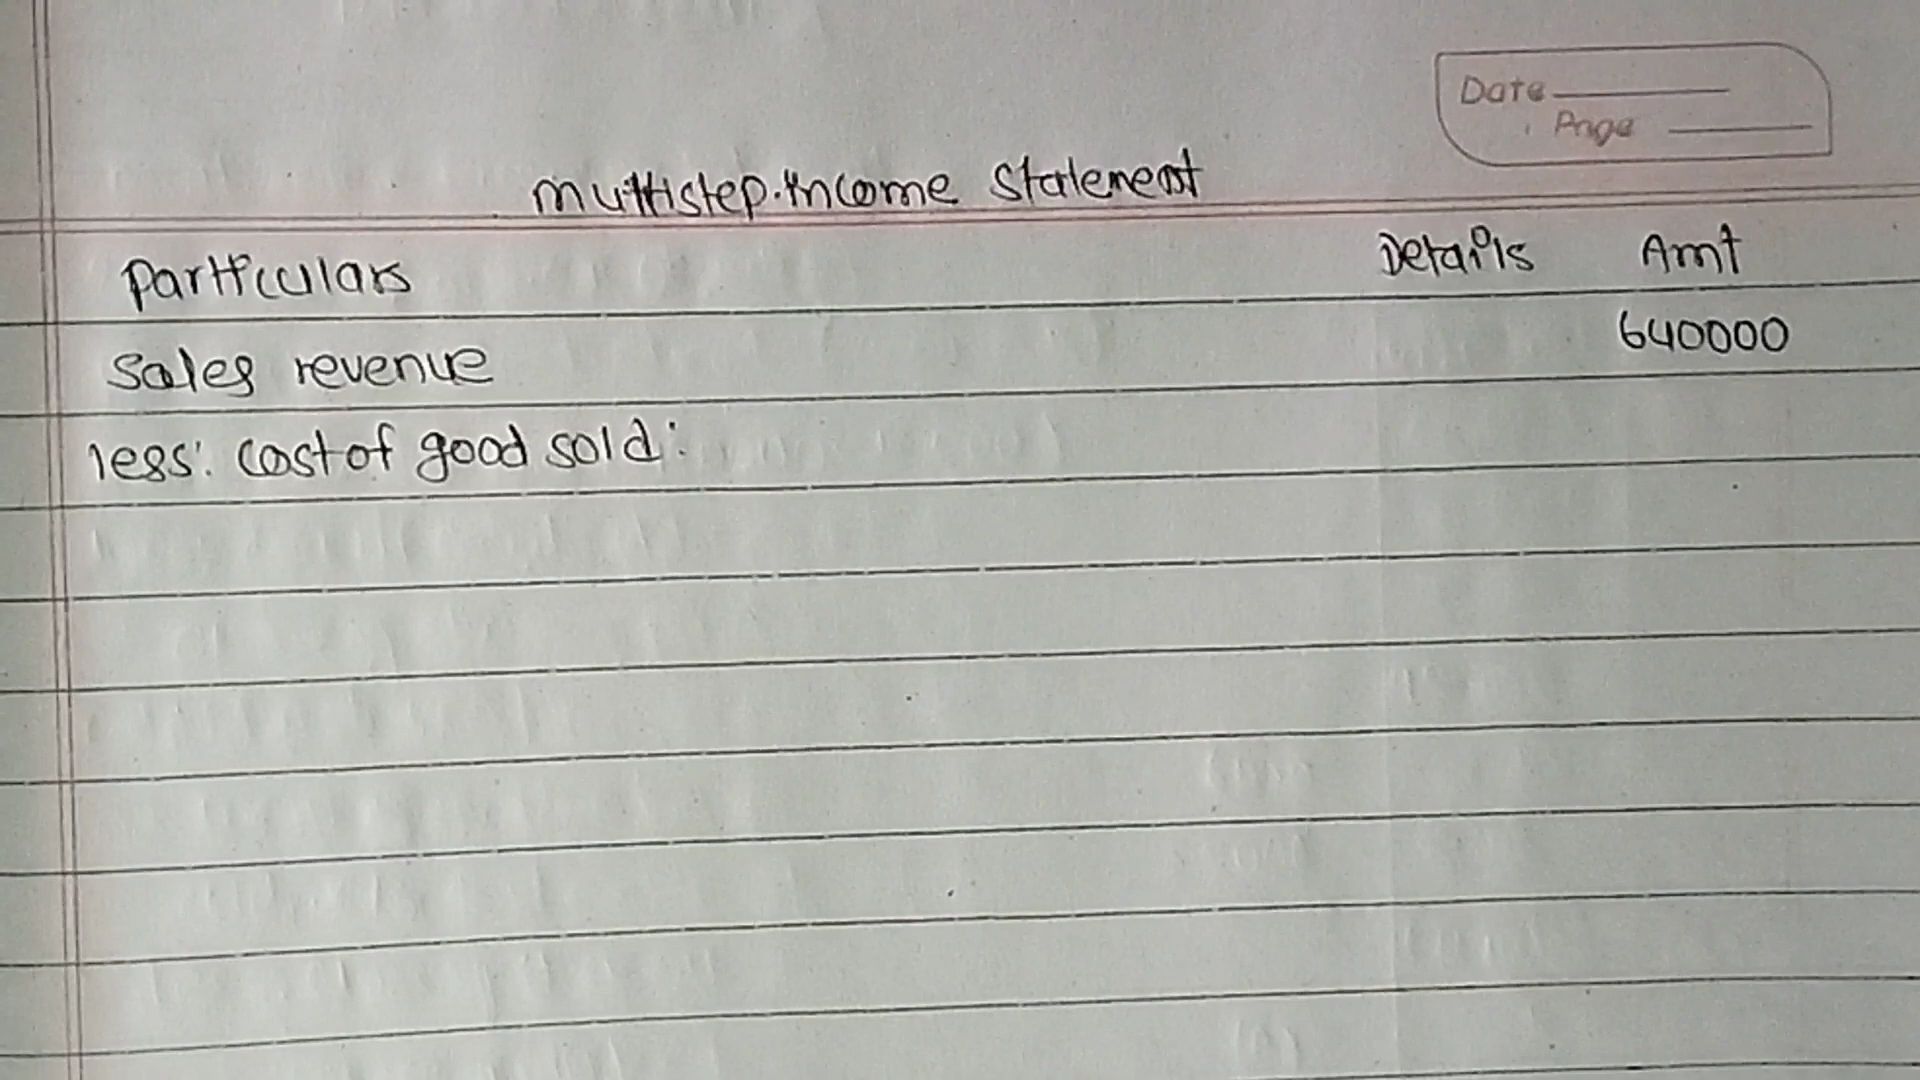 Date
Page
multistep.Income Statement
particulars Details Amt
Sales revenue 640000
less: cost of good sold: